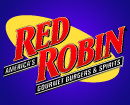 RED
ROBIN
AMERICA'S
GOURMET BURGERS & SPIRITS